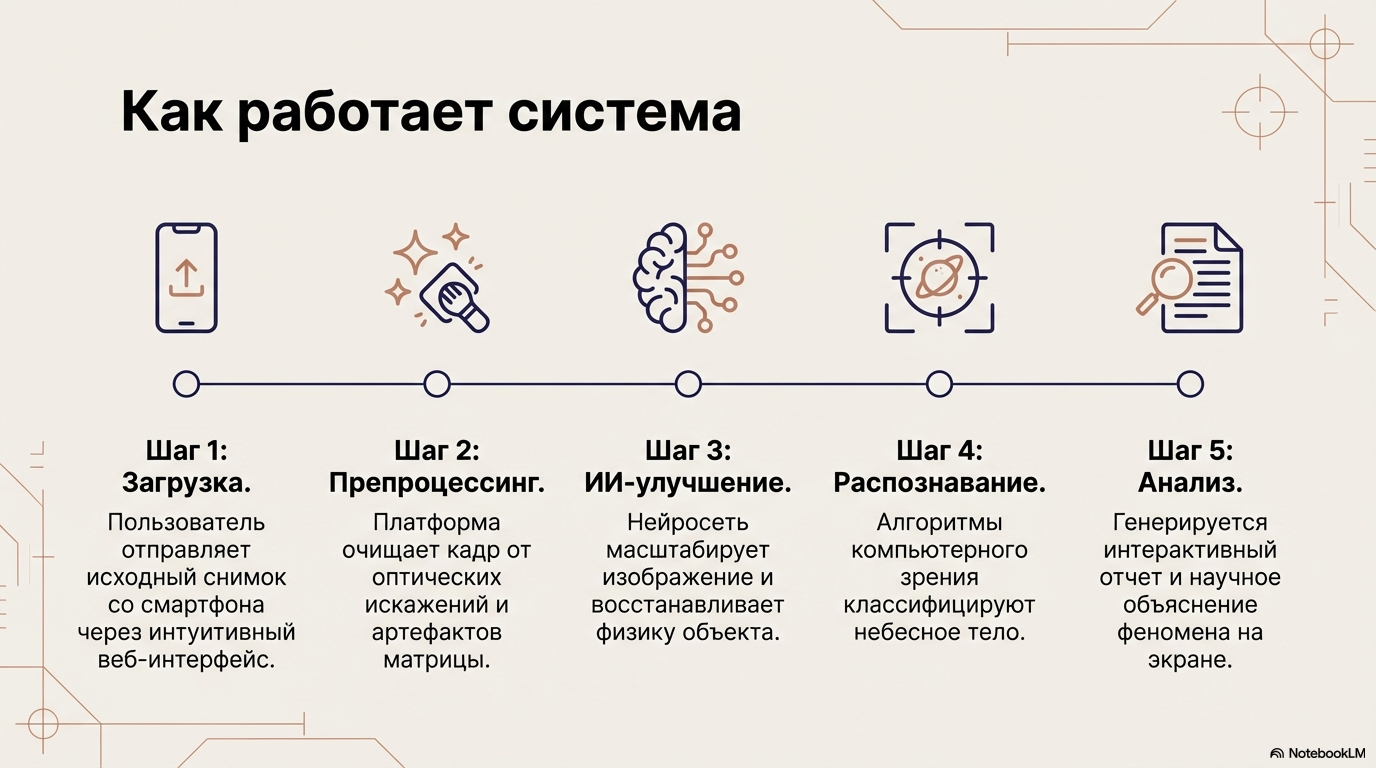 Как работает система
Шаг 1:
Загрузка.
Пользователь
отправляет
исходный снимок
со смартфона
через интуитивный
веб-интерфейс.
Шаг 2:
Препроцессинг.
Платформа
очищает кадр от
оптических
искажений и
артефактов
матрицы.
Шаг 3:
ИИ-улучшение.
Нейросеть
масштабирует
изображение и
восстанавливает
физику объекта.
Шаг 4:
Распознавание.
Алгоритмы
компьютерного
зрения
классифицируют
небесное тело.
Шаг 5:
Анализ.
Генерируется
интерактивный
отчет и научное
объяснение
феномена на
экране.
NotebookLM